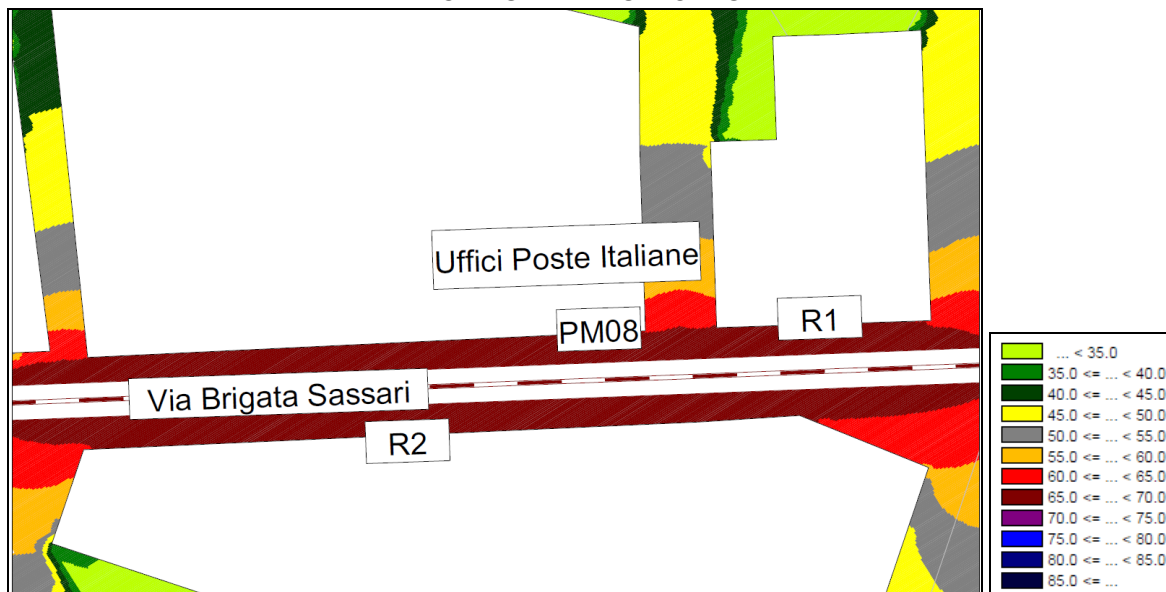 Uffici Poste Italiane
PM08
R1
Via Brigata Sassari
R2
... < 35.0
35.0 <= ... < 40.0
40.0 <= ... < 45.0
45.0 <= ... < 50.0
50.0 <= ... < 55.0
55.0 <= ... < 60.0
60.0 <= ... < 65.0
65.0 <= ... < 70.0
70.0 <= ... < 75.0
75.0 <= ... < 80.0
80.0 <= ... < 85.0
85.0 <= ...